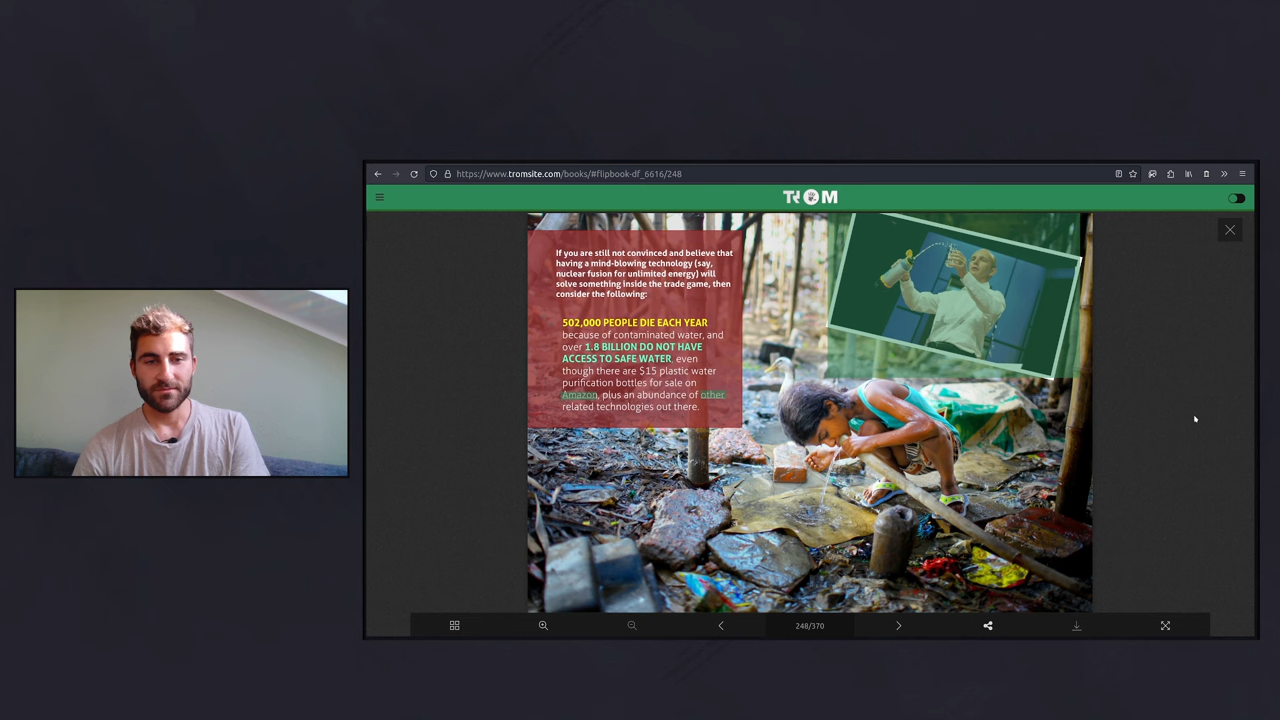 https://www.tromsite.com/books/#flipbook-df_6616/248
TROM
If you are still not convinced and believe that
having a mind-blowing technology (say,
nuclear fusion for unlimited energy) will
solve something inside the trade game, then
consider the following:
502,000 PEOPLE DIE EACH YEAR
because of contaminated water, and
over 1.8 BILLION DO NOT HAVE
ACCESS TO SAFE WATER, even
though there are $15 plastic water
purification bottles for sale on
Amazon, plus an abundance of other
related technologies out there.
248/370